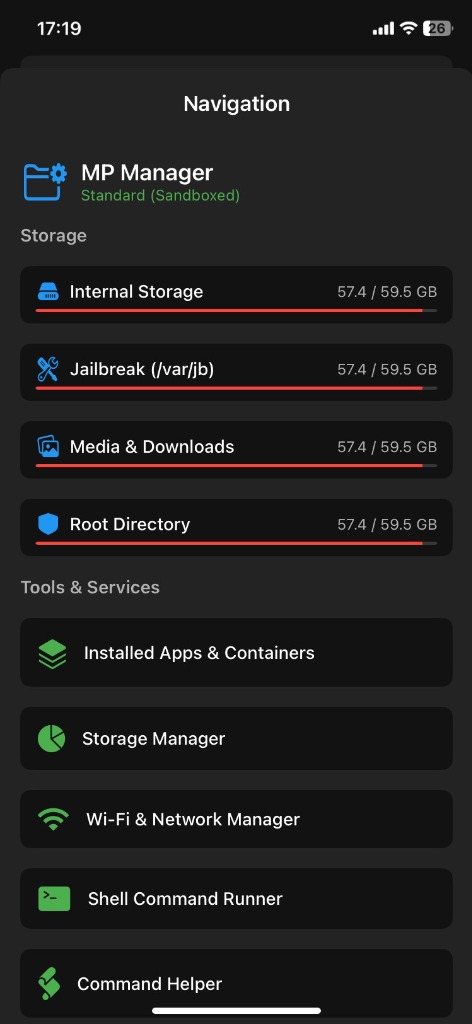 17:19
26
Navigation
MP Manager
Standard (Sandboxed)
Storage
Internal Storage 57.4 / 59.5 GB
Jailbreak (/var/jb) 57.4 / 59.5 GB
Media & Downloads 57.4 / 59.5 GB
Root Directory 57.4 / 59.5 GB
Tools & Services
Installed Apps & Containers
Storage Manager
Wi-Fi & Network Manager
>_ Shell Command Runner
Command Helper